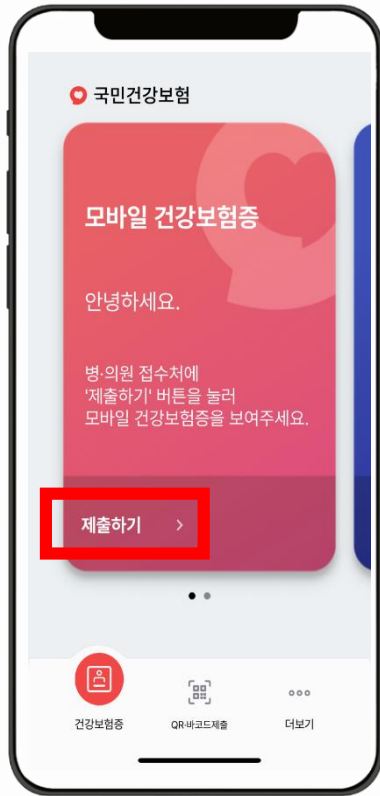 국민건강보험
모바일 건강보험증
안녕하세요.
병·의원 접수처에
'제출하기' 버튼을 눌러
모바일 건강보험증을 보여주세요.
제출하기 >
건강보험증
QR·바코드제출
더보기